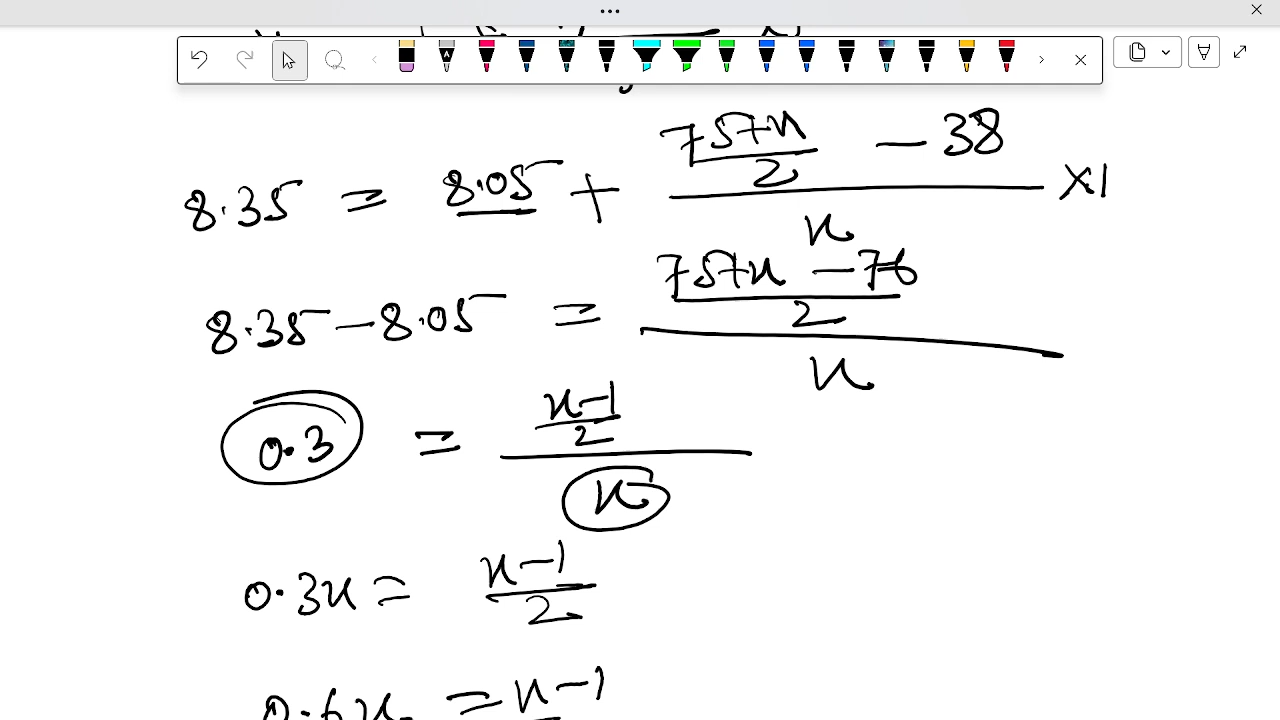 8.35 = 8.05 + ((75+x)/2 - 38)/x × 1
8.35 - 8.05 = ((75+x - 76)/2)/x
0.3 = ((x-1)/2)/x
0.3x = (x-1)/2
0.6x = x-1